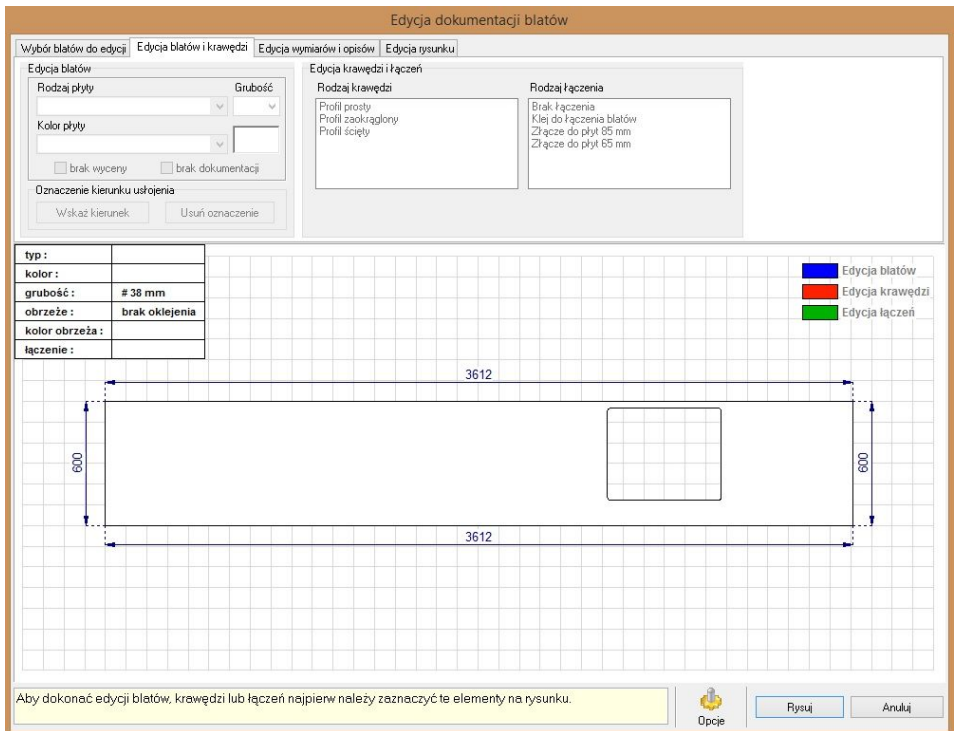 Edycja dokumentacji blatów
Wybór blatów do edycji
Edycja blatów i krawędzi
Edycja wymiarów i opisów
Edycja rysunku
Edycja blatów
Rodzaj płyty
Grubość
Kolor płyty
brak wyceny
brak dokumentacji
Oznaczenie kierunku usłojenia
Wskaż kierunek
Usuń oznaczenie
Edycja krawędzi i łączeń
Rodzaj krawędzi
Profil prosty
Profil zaokrąglony
Profil ścięty
Rodzaj łączenia
Brak łączenia
Klej do łączenia blatów
Złącze do płyt 85 mm
Złącze do płyt 65 mm
typ :
kolor :
grubość : # 38 mm
obrzeże : brak oklejenia
kolor obrzeża :
łączenie :
Edycja blatów
Edycja krawędzi
Edycja łączeń
3612
600
600
3612
Aby dokonać edycji blatów, krawędzi lub łączeń najpierw należy zaznaczyć te elementy na rysunku.
Opcje
Rysuj
Anuluj